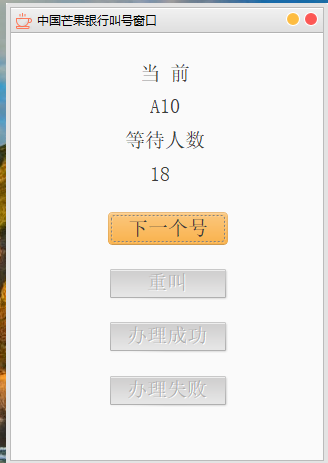 中国芒果银行叫号窗口
当 前
A10
等待人数
18
下一个号
重叫
办理成功
办理失败